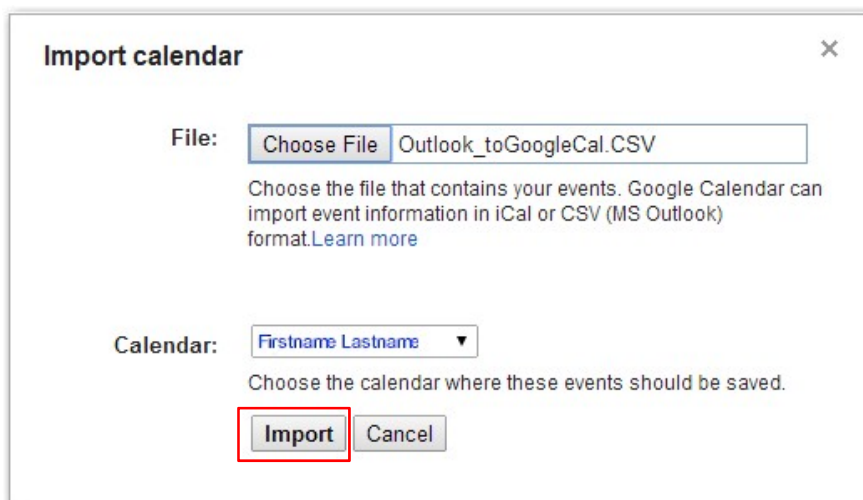 Import calendar
File: Choose File Outlook_toGoogleCal.CSV
Choose the file that contains your events. Google Calendar can
import event information in iCal or CSV (MS Outlook)
format.Learn more
Calendar: Firstname Lastname
Choose the calendar where these events should be saved.
Import Cancel